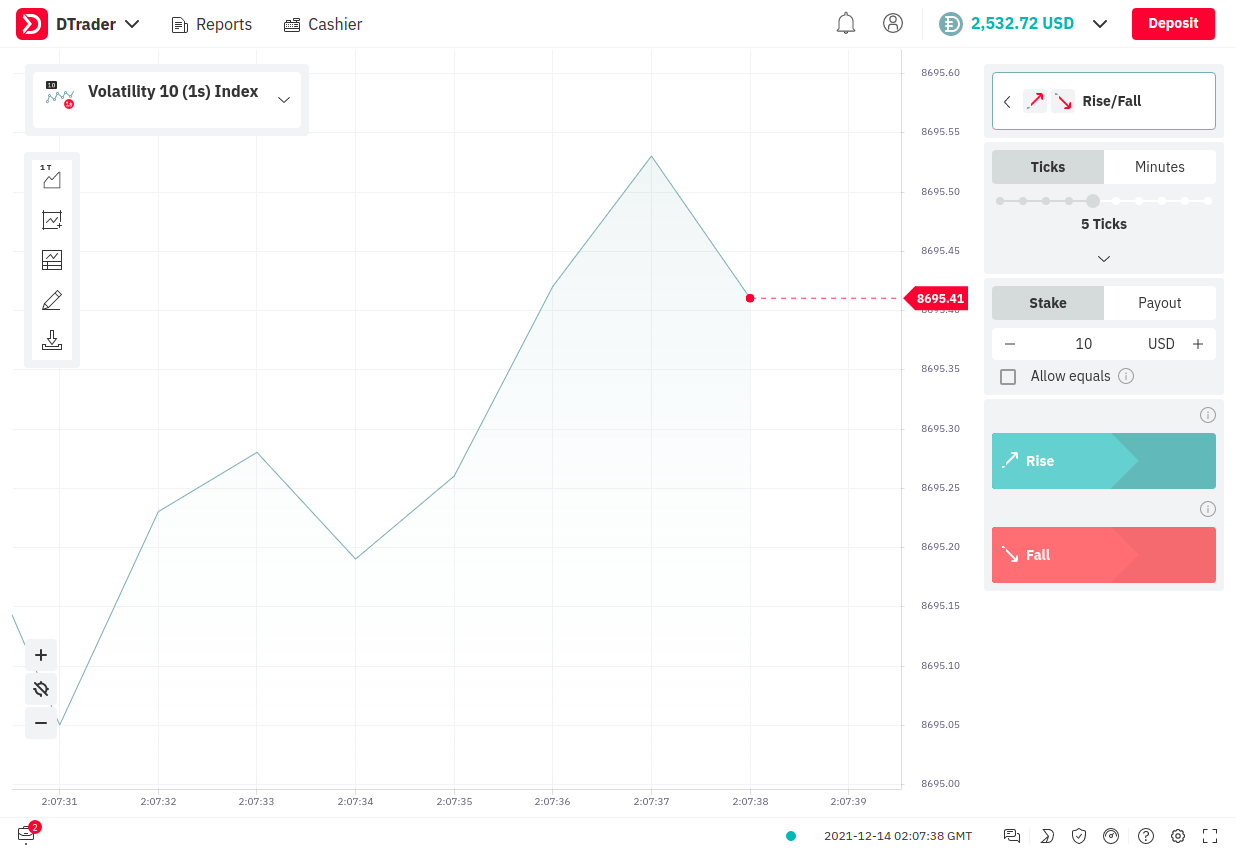 DTrader
Reports
Cashier
2,532.72 USD
Deposit
10
1s
Volatility 10 (1s) Index
1T
8695.60
8695.55
8695.50
8695.45
8695.41
8695.40
8695.35
8695.30
8695.25
8695.20
8695.15
8695.10
8695.05
8695.00
Rise/Fall
Ticks
Minutes
5 Ticks
Stake
Payout
10
USD
Allow equals
Rise
Fall
2:07:31
2:07:32
2:07:33
2:07:34
2:07:35
2:07:36
2:07:37
2:07:38
2:07:39
2
2021-12-14 02:07:38 GMT